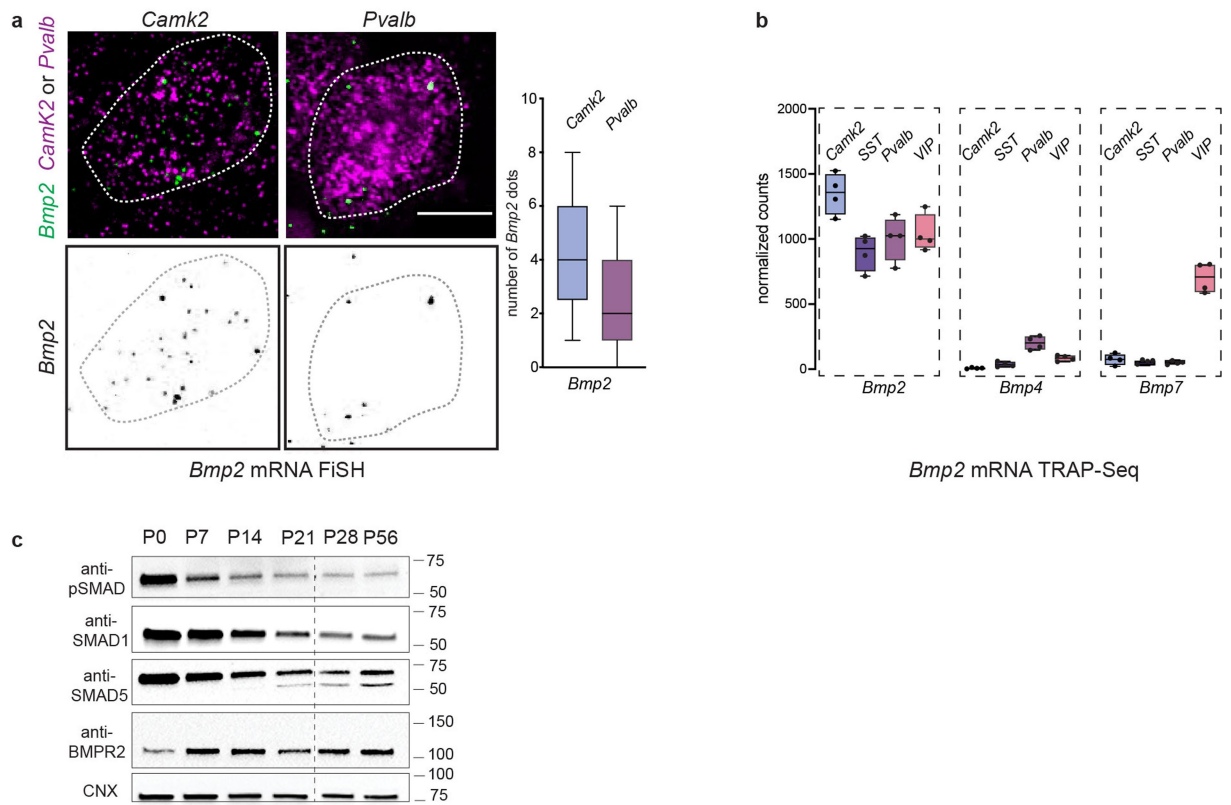 a
Camk2
Pvalb
Bmp2 CamK2 or Pvalb
Bmp2
number of Bmp2 dots
10
8
6
4
2
0
Camk2
Pvalb
Bmp2
Bmp2 mRNA FiSH
b
normalized counts
2000
1500
1000
500
0
Camk2 SST Pvalb VIP
Camk2 SST Pvalb VIP
Camk2 SST Pvalb VIP
Bmp2 Bmp4 Bmp7
Bmp2 mRNA TRAP-Seq
c
P0 P7 P14 P21 P28 P56
anti-
pSMAD
75
50
anti-
SMAD1
75
50
anti-
SMAD5
75
50
anti-
BMPR2
150
100
CNX
100
75